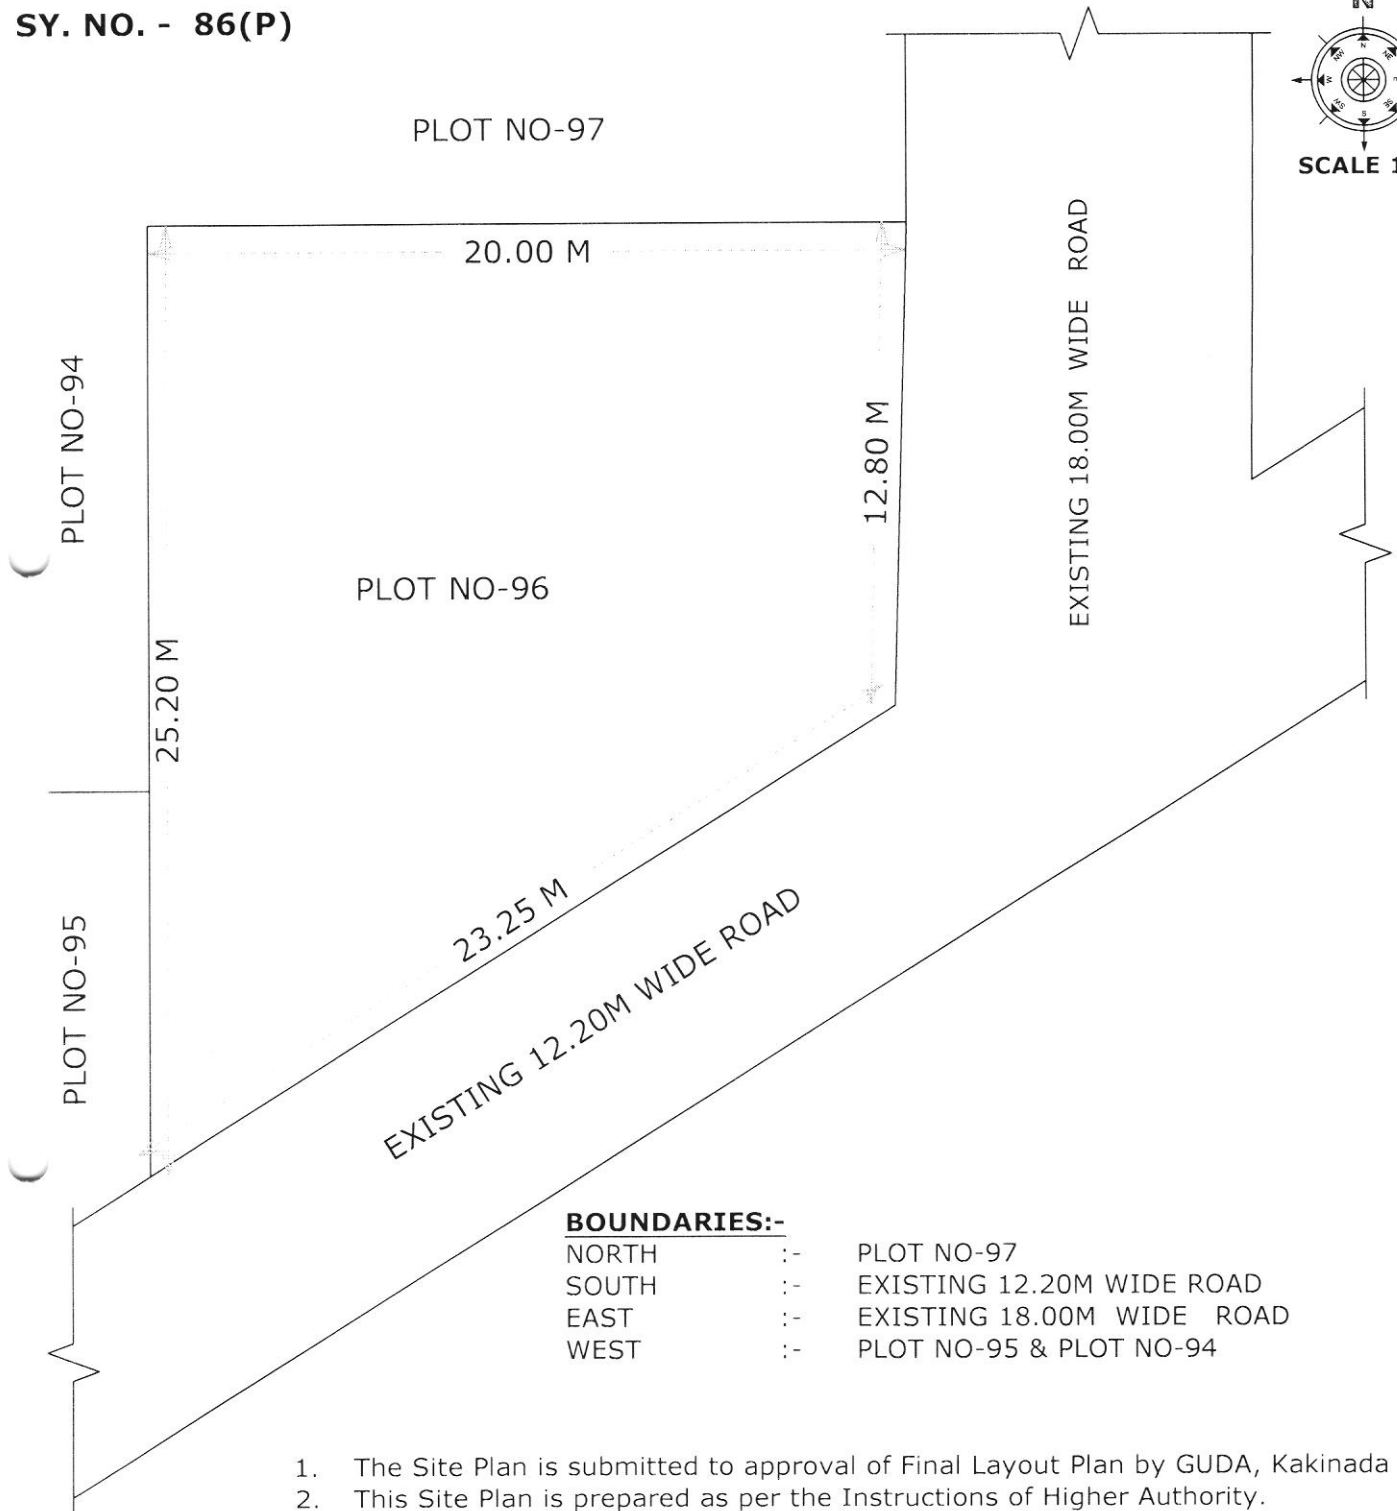 SY. NO. - 86(P)
N
N
NE
E
SE
S
SW
W
NW
SCALE 1
PLOT NO-97
20.00 M
EXISTING 18.00M WIDE ROAD
PLOT NO-94
12.80 M
PLOT NO-96
25.20 M
23.25 M
EXISTING 12.20M WIDE ROAD
PLOT NO-95
BOUNDARIES:-
NORTH :- PLOT NO-97
SOUTH :- EXISTING 12.20M WIDE ROAD
EAST :- EXISTING 18.00M WIDE ROAD
WEST :- PLOT NO-95 & PLOT NO-94
1. The Site Plan is submitted to approval of Final Layout Plan by GUDA, Kakinada
2. This Site Plan is prepared as per the Instructions of Higher Authority.